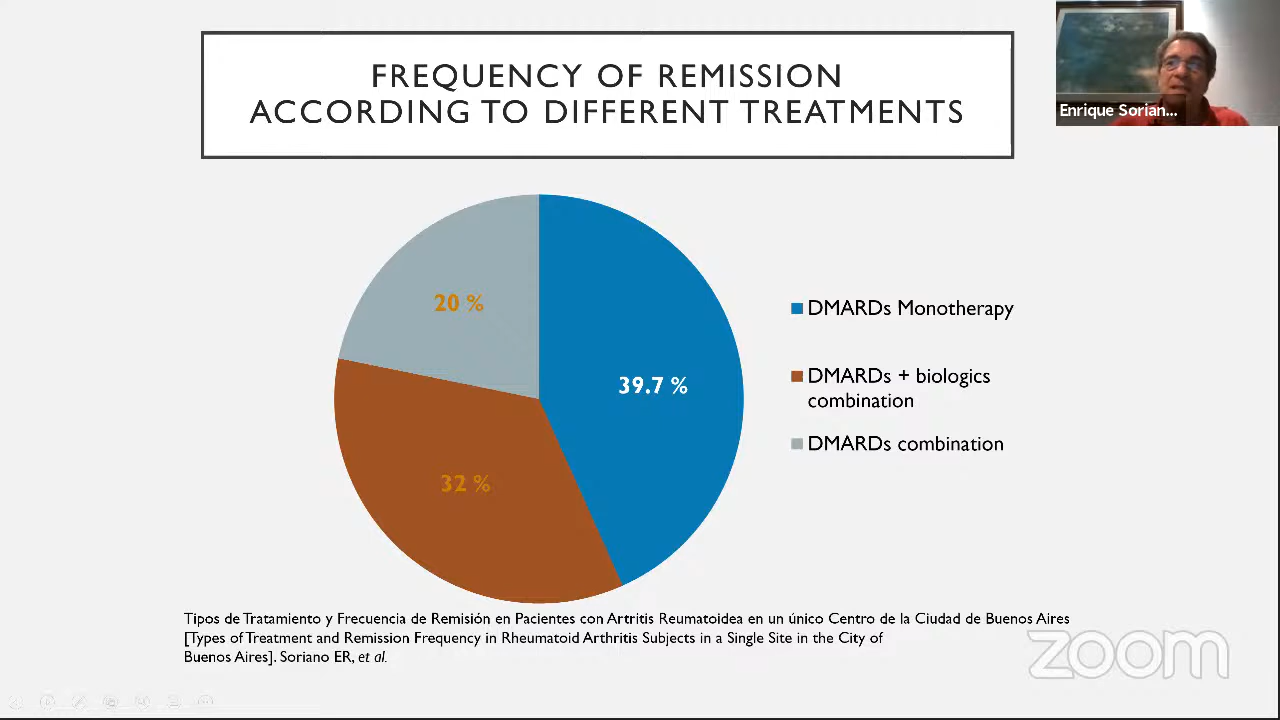 FREQUENCY OF REMISSION
ACCORDING TO DIFFERENT TREATMENTS
Enrique Sorian...
20 %
39.7 %
32 %
DMARDs Monotherapy
DMARDs + biologics
combination
DMARDs combination
Tipos de Tratamiento y Frecuencia de Remisión en Pacientes con Artritis Reumatoidea en un único Centro de la Ciudad de Buenos Aires
[Types of Treatment and Remission Frequency in Rheumatoid Arthritis Subjects in a Single Site in the City of
Buenos Aires]. Soriano ER, et al.
zoom